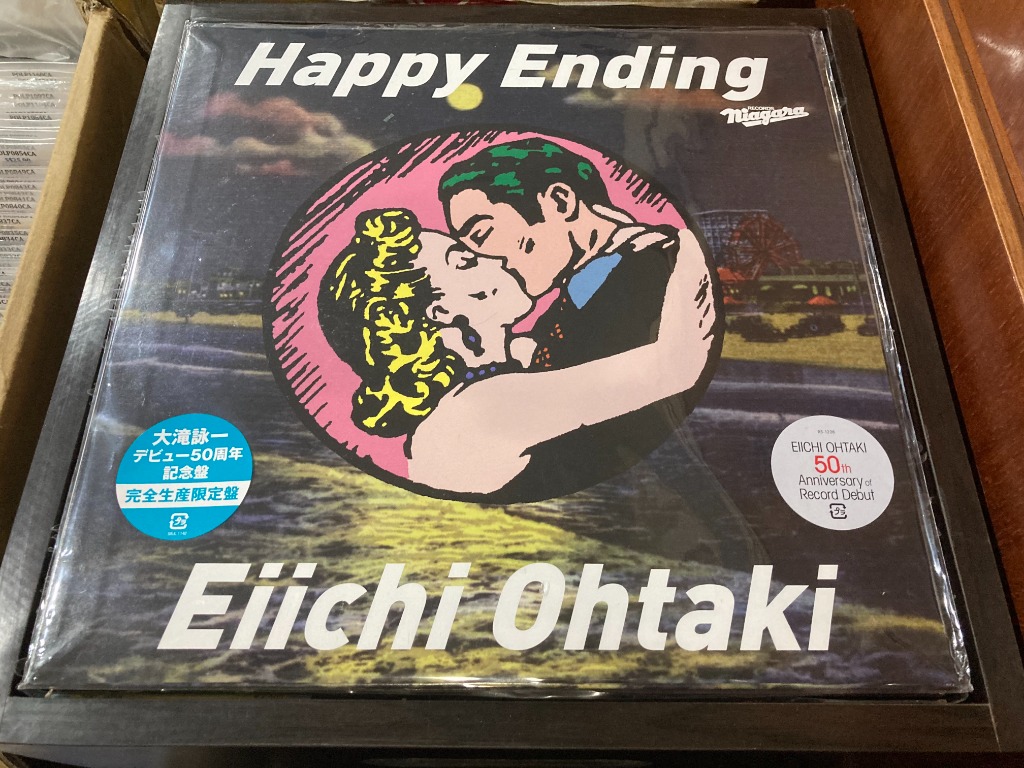 Happy Ending
RECORDS
Niagara
大滝詠一
デビュー50周年
記念盤
完全生産限定盤
EIICHI OHTAKI
50th
Anniversary of
Record Debut
Eiichi Ohtaki